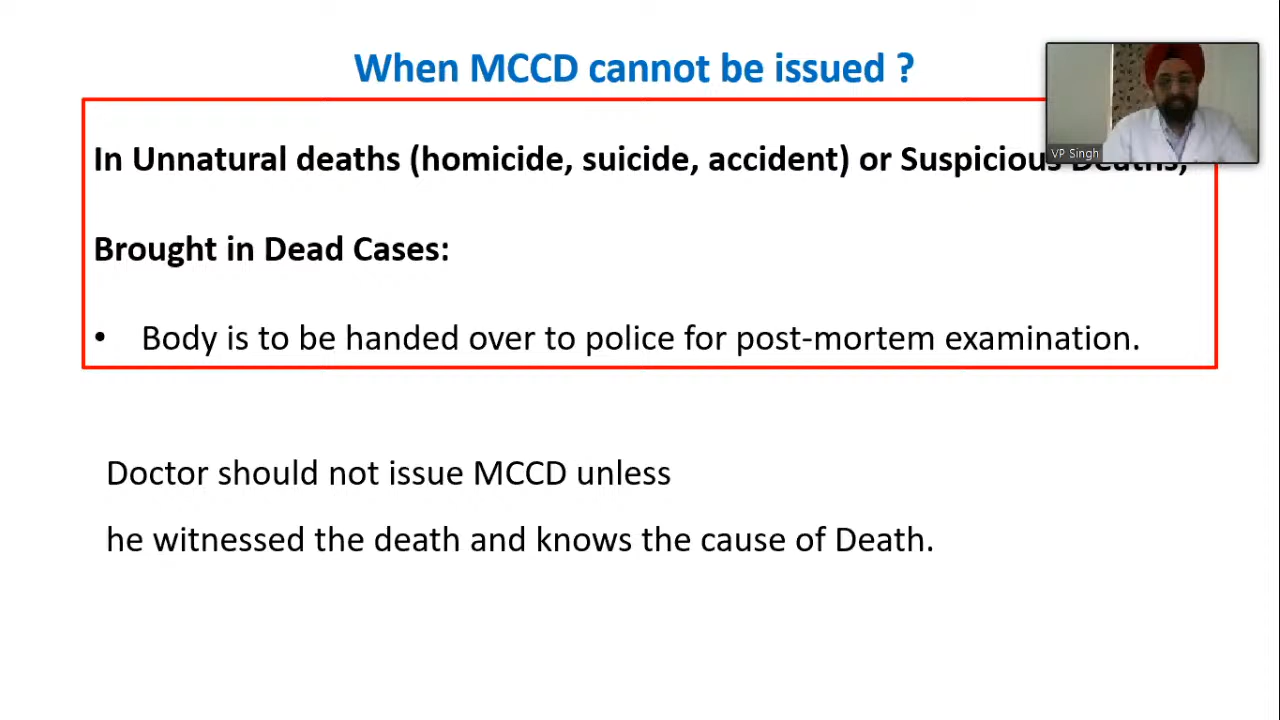 When MCCD cannot be issued ?
In Unnatural deaths (homicide, suicide, accident) or Suspicious Deaths,
VP Singh
Brought in Dead Cases:
• Body is to be handed over to police for post-mortem examination.
Doctor should not issue MCCD unless
he witnessed the death and knows the cause of Death.